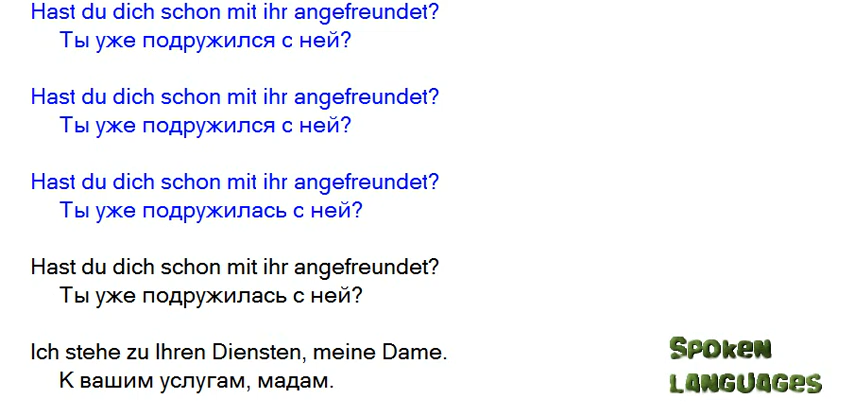 Hast du dich schon mit ihr angefreundet?
Ты уже подружился с ней?
Hast du dich schon mit ihr angefreundet?
Ты уже подружился с ней?
Hast du dich schon mit ihr angefreundet?
Ты уже подружилась с ней?
Hast du dich schon mit ihr angefreundet?
Ты уже подружилась с ней?
Ich stehe zu Ihren Diensten, meine Dame.
К вашим услугам, мадам.
SPOKEN
LANGUAGES